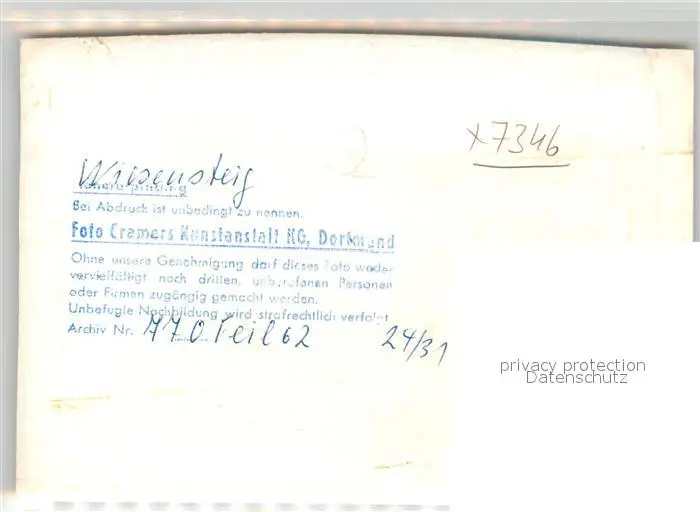 x7346
Wiesensteig
Bei Abdruck ist unbedingt zu nennen.
Foto Cramers Kunstanstalt KG, Dortmund
Ohne unsere Genehmigung darf dieses Foto weder
vervielfältigt noch dritten, unberufenen Personen
oder Firmen zugängig gemacht werden.
Unbefugte Nachbildung wird strafrechtlich verfolgt
Archiv Nr. 770 Teil 62 24/31
privacy protection
Datenschutz